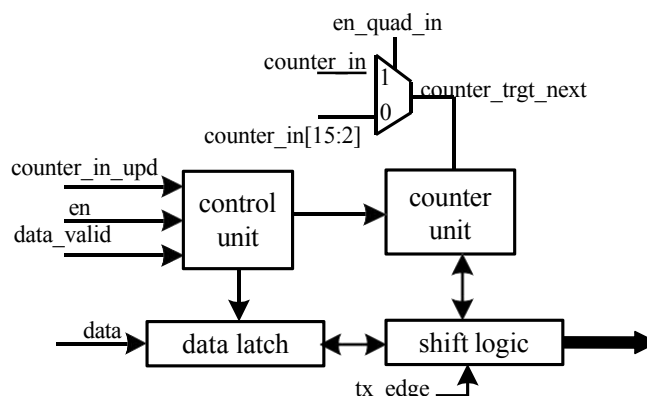 en_quad_in
counter_in
1
counter_trgt_next
0
counter_in[15:2]
counter_in_upd
en
data_valid
control
unit
counter
unit
data
data latch
shift logic
tx_edge